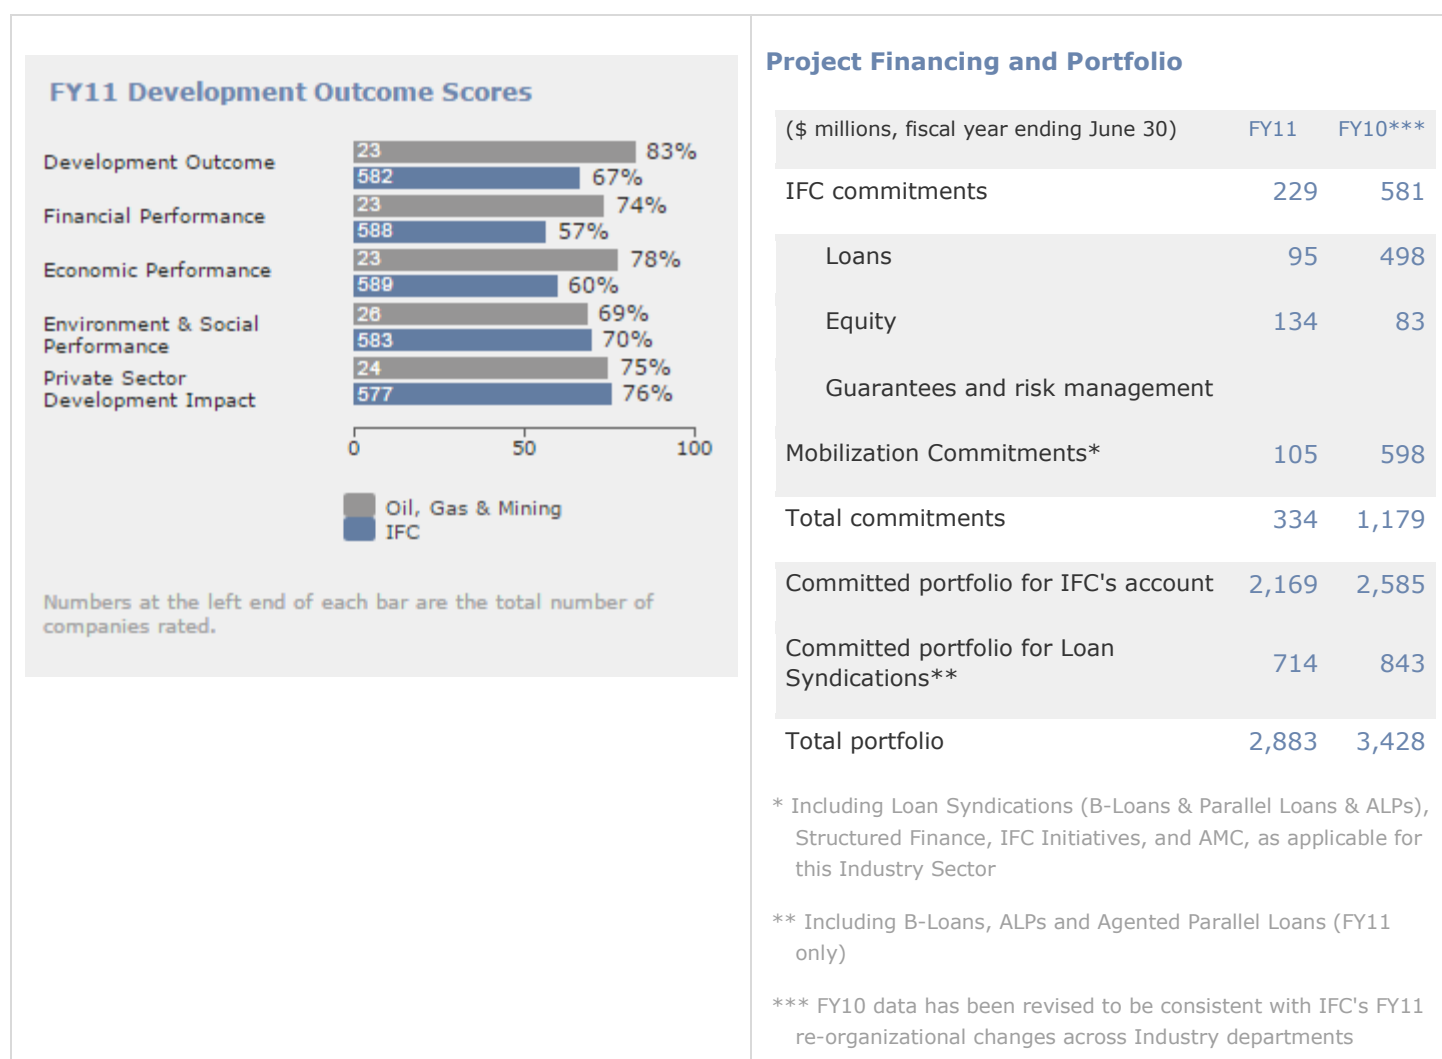 FY11 Development Outcome Scores
Development Outcome
23
83%
582
67%
Financial Performance
23
74%
588
57%
Economic Performance
23
78%
589
60%
Environment & Social
Performance
26
69%
583
70%
Private Sector
Development Impact
24
75%
577
76%
0 50 100
Oil, Gas & Mining
IFC
Numbers at the left end of each bar are the total number of
companies rated.
Project Financing and Portfolio
($ millions, fiscal year ending June 30) FY11 FY10***
IFC commitments 229 581
Loans 95 498
Equity 134 83
Guarantees and risk management
Mobilization Commitments* 105 598
Total commitments 334 1,179
Committed portfolio for IFC's account 2,169 2,585
Committed portfolio for Loan
Syndications** 714 843
Total portfolio 2,883 3,428
* Including Loan Syndications (B-Loans & Parallel Loans & ALPs),
Structured Finance, IFC Initiatives, and AMC, as applicable for
this Industry Sector
** Including B-Loans, ALPs and Agented Parallel Loans (FY11
only)
*** FY10 data has been revised to be consistent with IFC's FY11
re-organizational changes across Industry departments